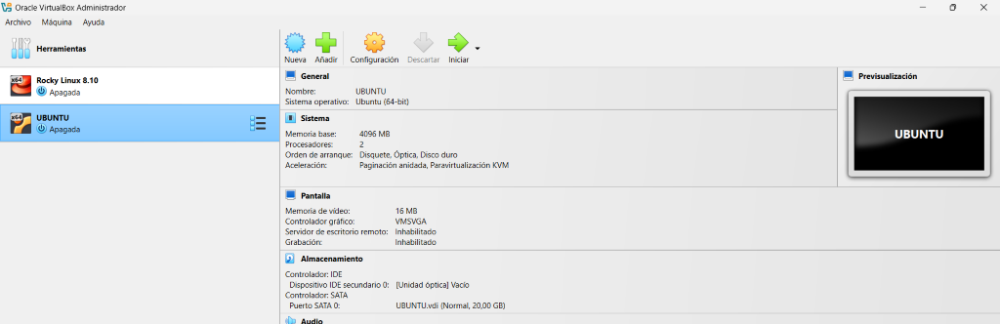 Oracle VirtualBox Administrador
Archivo Máquina Ayuda
Herramientas
Nueva Añadir Configuración Descartar Iniciar
x64
Rocky Linux 8.10
Apagada
x64
UBUNTU
Apagada
General
Nombre: UBUNTU
Sistema operativo: Ubuntu (64-bit)
Previsualización
UBUNTU
Sistema
Memoria base: 4096 MB
Procesadores: 2
Orden de arranque: Disquete, Óptica, Disco duro
Aceleración: Paginación anidada, Paravirtualización KVM
Pantalla
Memoria de vídeo: 16 MB
Controlador gráfico: VMSVGA
Servidor de escritorio remoto: Inhabilitado
Grabación: Inhabilitado
Almacenamiento
Controlador: IDE
Dispositivo IDE secundario 0: [Unidad óptica] Vacío
Controlador: SATA
Puerto SATA 0: UBUNTU.vdi (Normal, 20,00 GB)
Audio